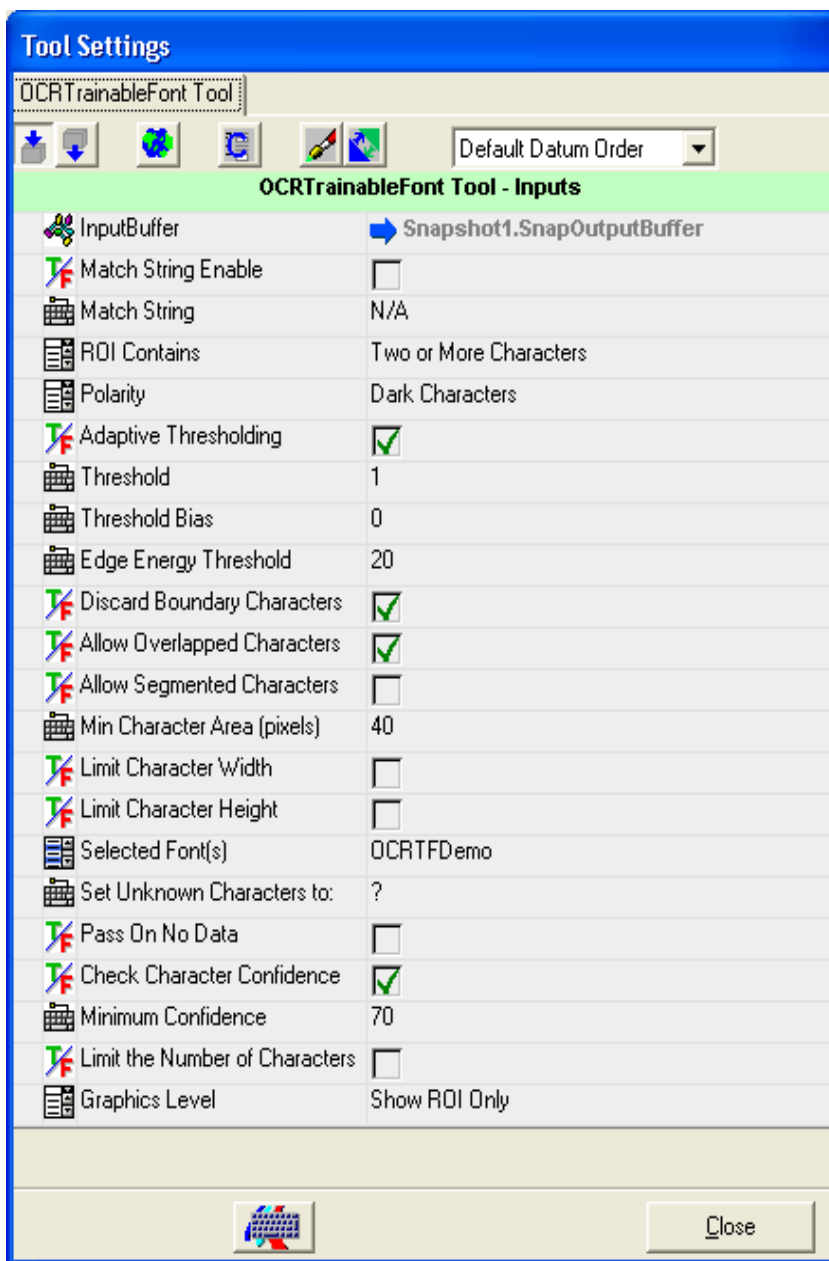 Tool Settings
OCRTrainableFont Tool
Default Datum Order
OCRTrainableFont Tool - Inputs
InputBuffer Snapshot1.SnapOutputBuffer
Match String Enable
Match String N/A
ROI Contains Two or More Characters
Polarity Dark Characters
Adaptive Thresholding
Threshold 1
Threshold Bias 0
Edge Energy Threshold 20
Discard Boundary Characters
Allow Overlapped Characters
Allow Segmented Characters
Min Character Area (pixels) 40
Limit Character Width
Limit Character Height
Selected Font(s) OCRTFDemo
Set Unknown Characters to: ?
Pass On No Data
Check Character Confidence
Minimum Confidence 70
Limit the Number of Characters
Graphics Level Show ROI Only
Close